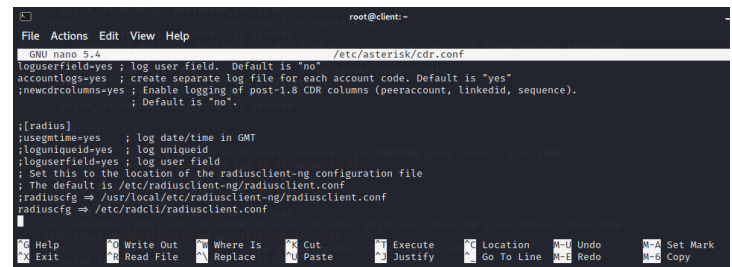 root@client: ~
File Actions Edit View Help
GNU nano 5.4 /etc/asterisk/cdr.conf
loguserfield=yes ; log user field. Default is "no"
accountlogs=yes ; create separate log file for each account code. Default is "yes"
;newcdrcolumns=yes ; Enable logging of post-1.8 CDR columns (peeraccount, linkedid, sequence).
; Default is "no".
;[radius]
;usegmtime=yes ; log date/time in GMT
;loguniqueid=yes ; log uniqueid
;loguserfield=yes ; log user field
; Set this to the location of the radiusclient-ng configuration file
; The default is /etc/radiusclient-ng/radiusclient.conf
;radiuscfg ⇒ /usr/local/etc/radiusclient-ng/radiusclient.conf
radiuscfg ⇒ /etc/radcli/radiusclient.conf
^G Help ^O Write Out ^W Where Is ^K Cut ^T Execute ^C Location M-U Undo M-A Set Mark
^X Exit ^R Read File ^\ Replace ^U Paste ^J Justify ^_ Go To Line M-E Redo M-6 Copy